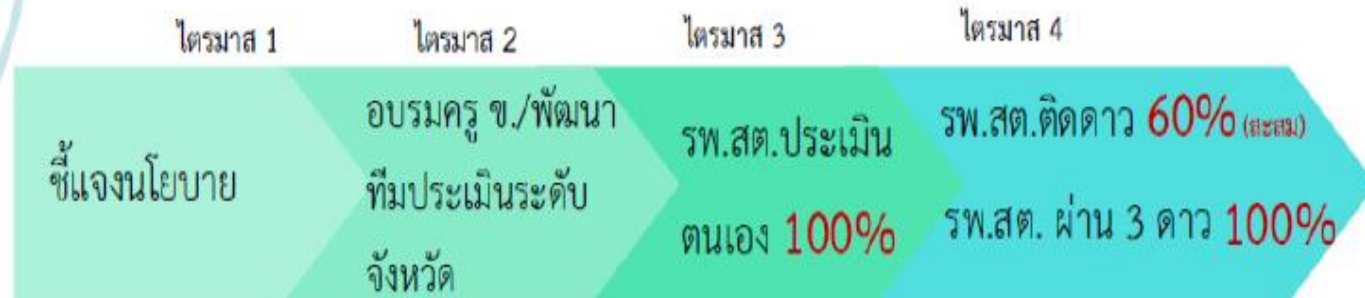 ไตรมาส 1
ไตรมาส 2
ไตรมาส 3
ไตรมาส 4
ชี้แจงนโยบาย
อบรมครู ข./พัฒนา
ทีมประเมินระดับ
จังหวัด
รพ.สต.ประเมิน
ตนเอง 100%
รพ.สต.ติดดาว 60% (สะสม)
รพ.สต. ผ่าน 3 ดาว 100%